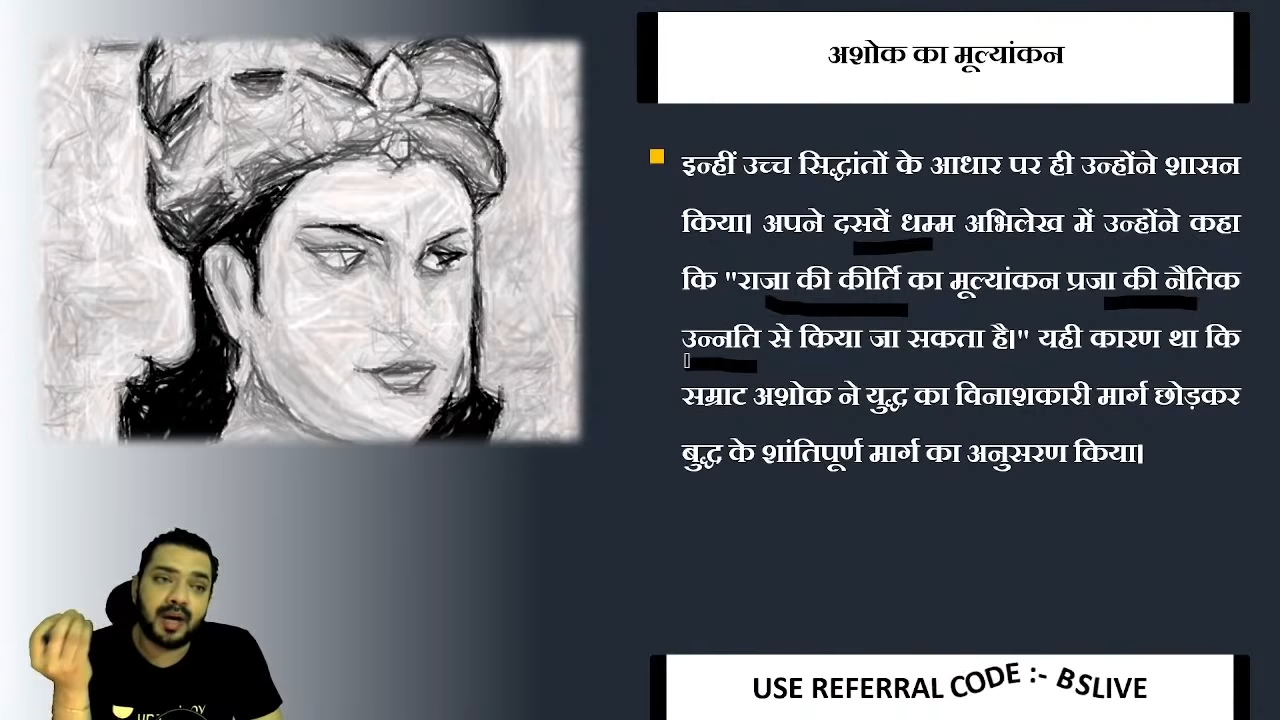 अशोक का मूल्यांकन
इन्हीं उच्च सिद्धांतों के आधार पर ही उन्होंने शासन
किया। अपने दसवें धम्म अभिलेख में उन्होंने कहा
कि "राजा की कीर्ति का मूल्यांकन प्रजा की नैतिक
उन्नति से किया जा सकता है।" यही कारण था कि
सम्राट अशोक ने युद्ध का विनाशकारी मार्ग छोड़कर
बुद्ध के शांतिपूर्ण मार्ग का अनुसरण किया।
USE REFERRAL CODE :- BSLIVE